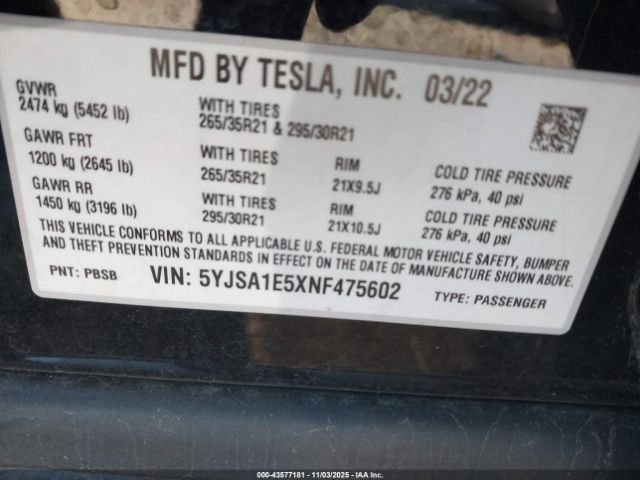 MFD BY TESLA, INC. 03/22
GVWR
2474 kg (5452 lb)
WITH TIRES
265/35R21 & 295/30R21
GAWR FRT
1200 kg (2645 lb)
WITH TIRES
265/35R21
RIM
21X9.5J
COLD TIRE PRESSURE
276 kPa, 40 psi
GAWR RR
1450 kg (3196 lb)
WITH TIRES
295/30R21
RIM
21X10.5J
COLD TIRE PRESSURE
276 kPa, 40 psi
THIS VEHICLE CONFORMS TO ALL APPLICABLE U.S. FEDERAL MOTOR VEHICLE SAFETY, BUMPER
AND THEFT PREVENTION STANDARDS IN EFFECT ON THE DATE OF MANUFACTURE SHOWN ABOVE.
PNT: PBSB
VIN: 5YJSA1E5XNF475602
TYPE: PASSENGER
000-43577181 - 11/03/2025 - IAAI.COM